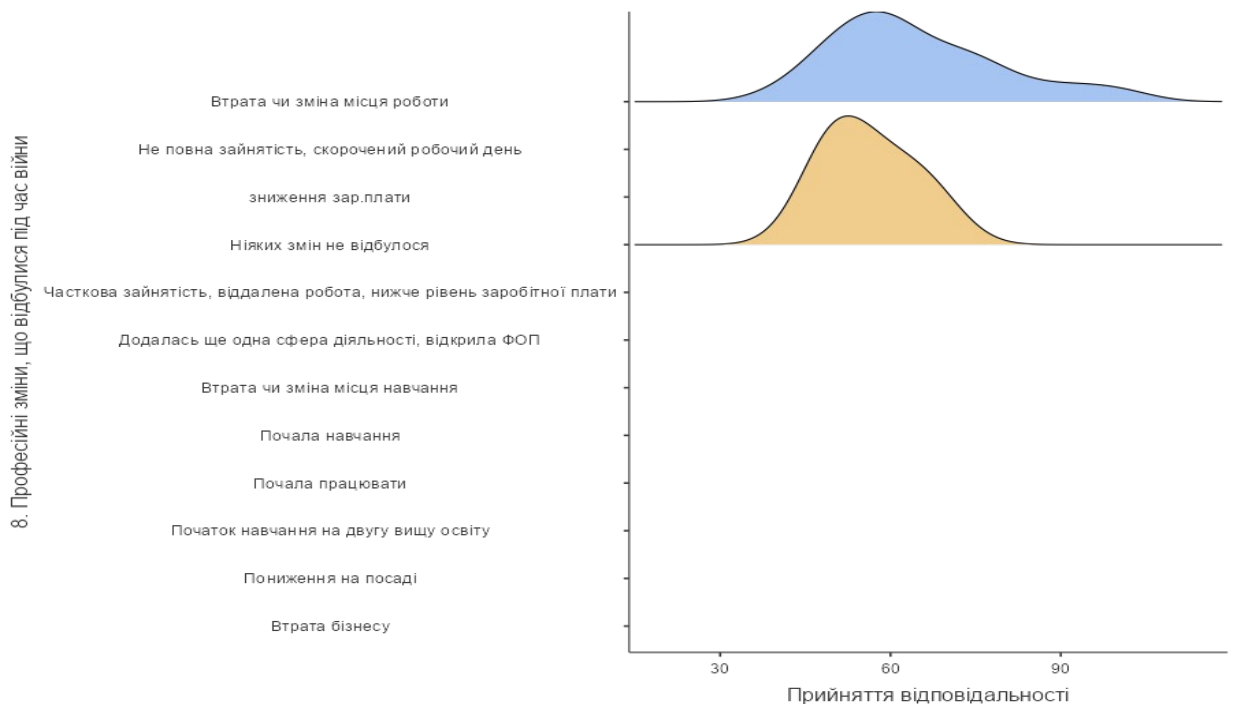 8. Професійні зміни, що відбулися під час війни
Втрата чи зміна місця роботи
Не повна зайнятість, скорочений робочий день
зниження зар.плати
Ніяких змін не відбулося
Часткова зайнятість, віддалена робота, нижче рівень заробітної плати
Додалась ще одна сфера діяльності, відкрила ФОП
Втрата чи зміна місця навчання
Почала навчання
Почала працювати
Початок навчання на двугу вищу освіту
Пониження на посаді
Втрата бізнесу
30 60 90
Прийняття відповідальності